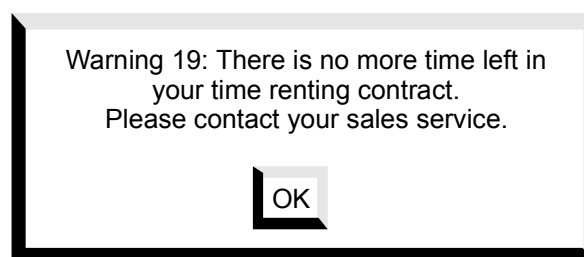 Warning 19: There is no more time left in
your time renting contract.
Please contact your sales service.
OK